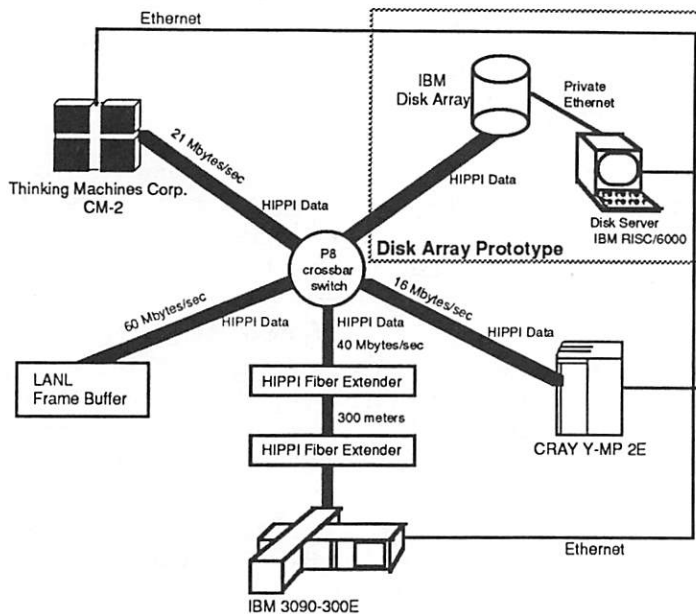 Ethernet
IBM
Disk Array
Private
Ethernet
21 Mbytes/sec
Thinking Machines Corp.
CM-2
HIPPI Data
HIPPI Data
Disk Server
IBM RISC/6000
P8
crossbar
switch
Disk Array Prototype
60 Mbytes/sec
HIPPI Data
HIPPI Data
40 Mbytes/sec
16 Mbytes/sec
HIPPI Data
LANL
Frame Buffer
HIPPI Fiber Extender
300 meters
HIPPI Fiber Extender
CRAY Y-MP 2E
Ethernet
IBM 3090-300E